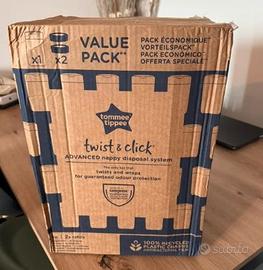 VALUE
PACK**
PACK ÉCONOMIQUE**
VORTEILSPACK**
PACK ECONÓMICO**
OFFERTA SPECIALE**
x1
x2
tommee
tippee
twist & click
ADVANCED nappy disposal system
The only bin that
twists and wraps
for guaranteed odour protection
100% RECYCLED
PLASTIC
subito